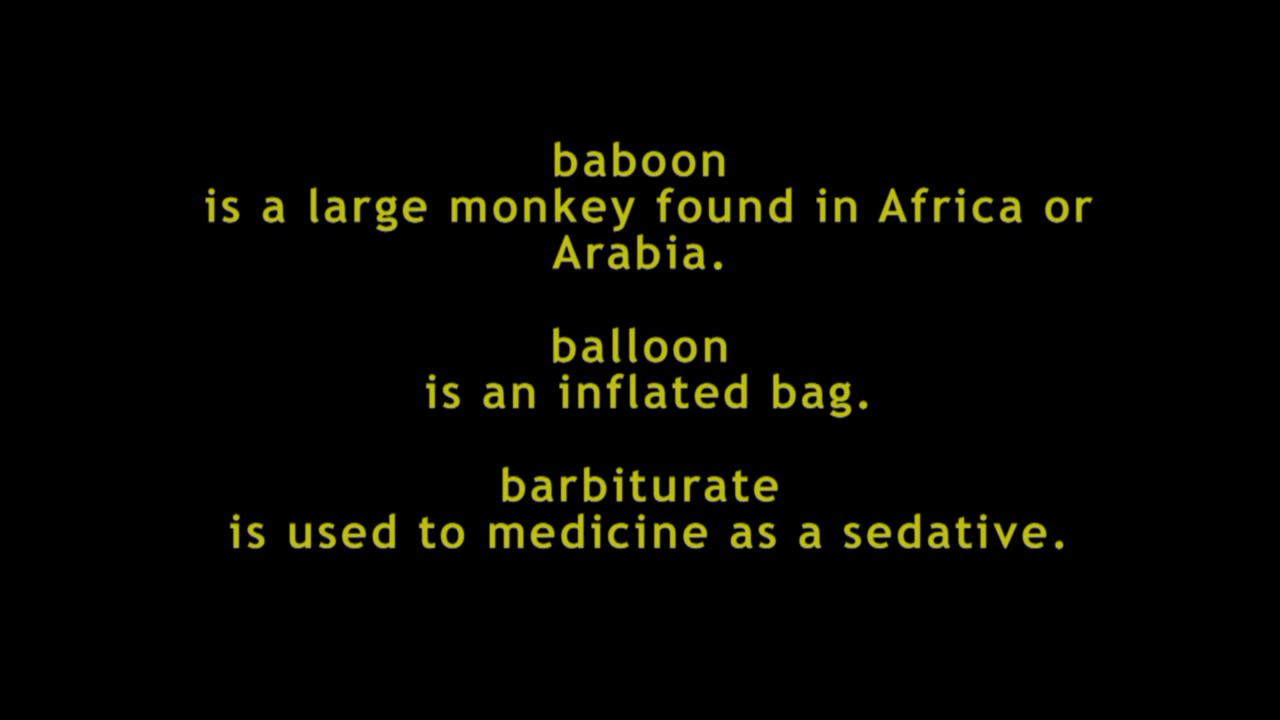 baboon
is a large monkey found in Africa or
Arabia.
balloon
is an inflated bag.
barbiturate
is used to medicine as a sedative.